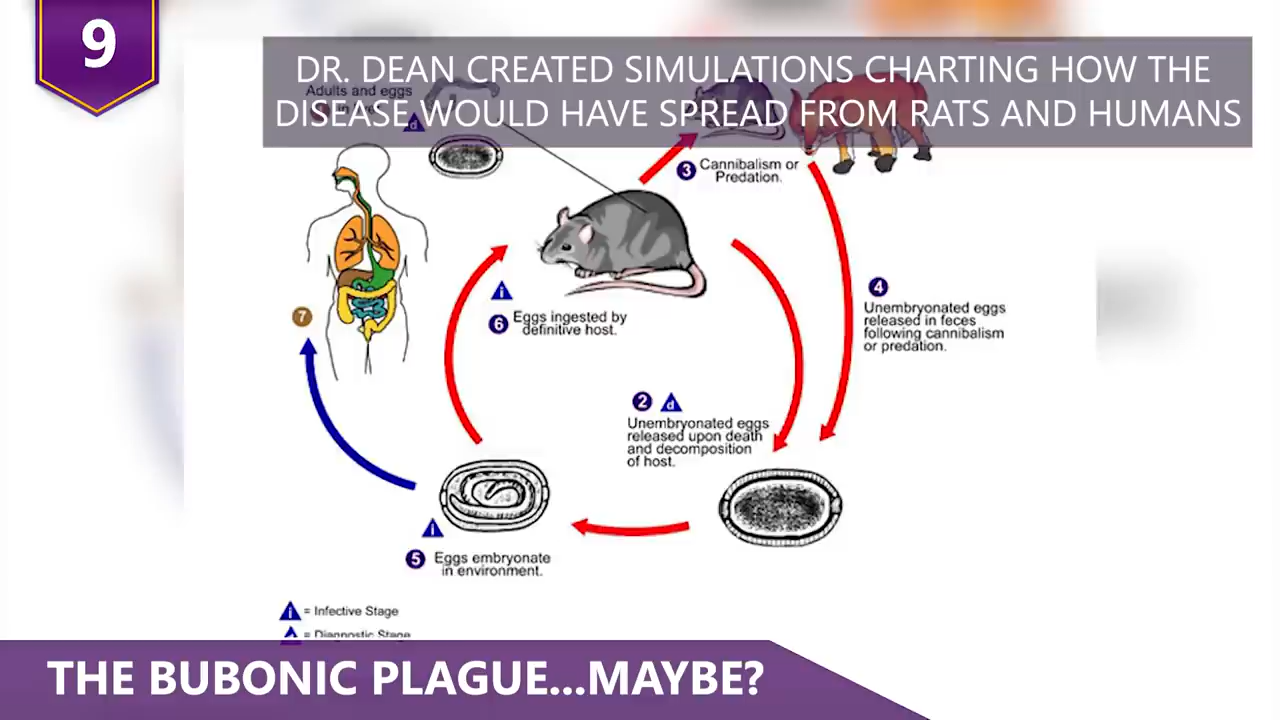 9
DR. DEAN CREATED SIMULATIONS CHARTING HOW THE
DISEASE WOULD HAVE SPREAD FROM RATS AND HUMANS
Adults and eggs
d
3 Cannibalism or
Predation.
4
Unembryonated eggs
released in feces
following cannibalism
or predation.
i
6 Eggs ingested by
definitive host.
7
2 d
Unembryonated eggs
released upon death
and decomposition
of host.
i
5 Eggs embryonate
in environment.
i = Infective Stage
= Diagnostic Stage
THE BUBONIC PLAGUE...MAYBE?